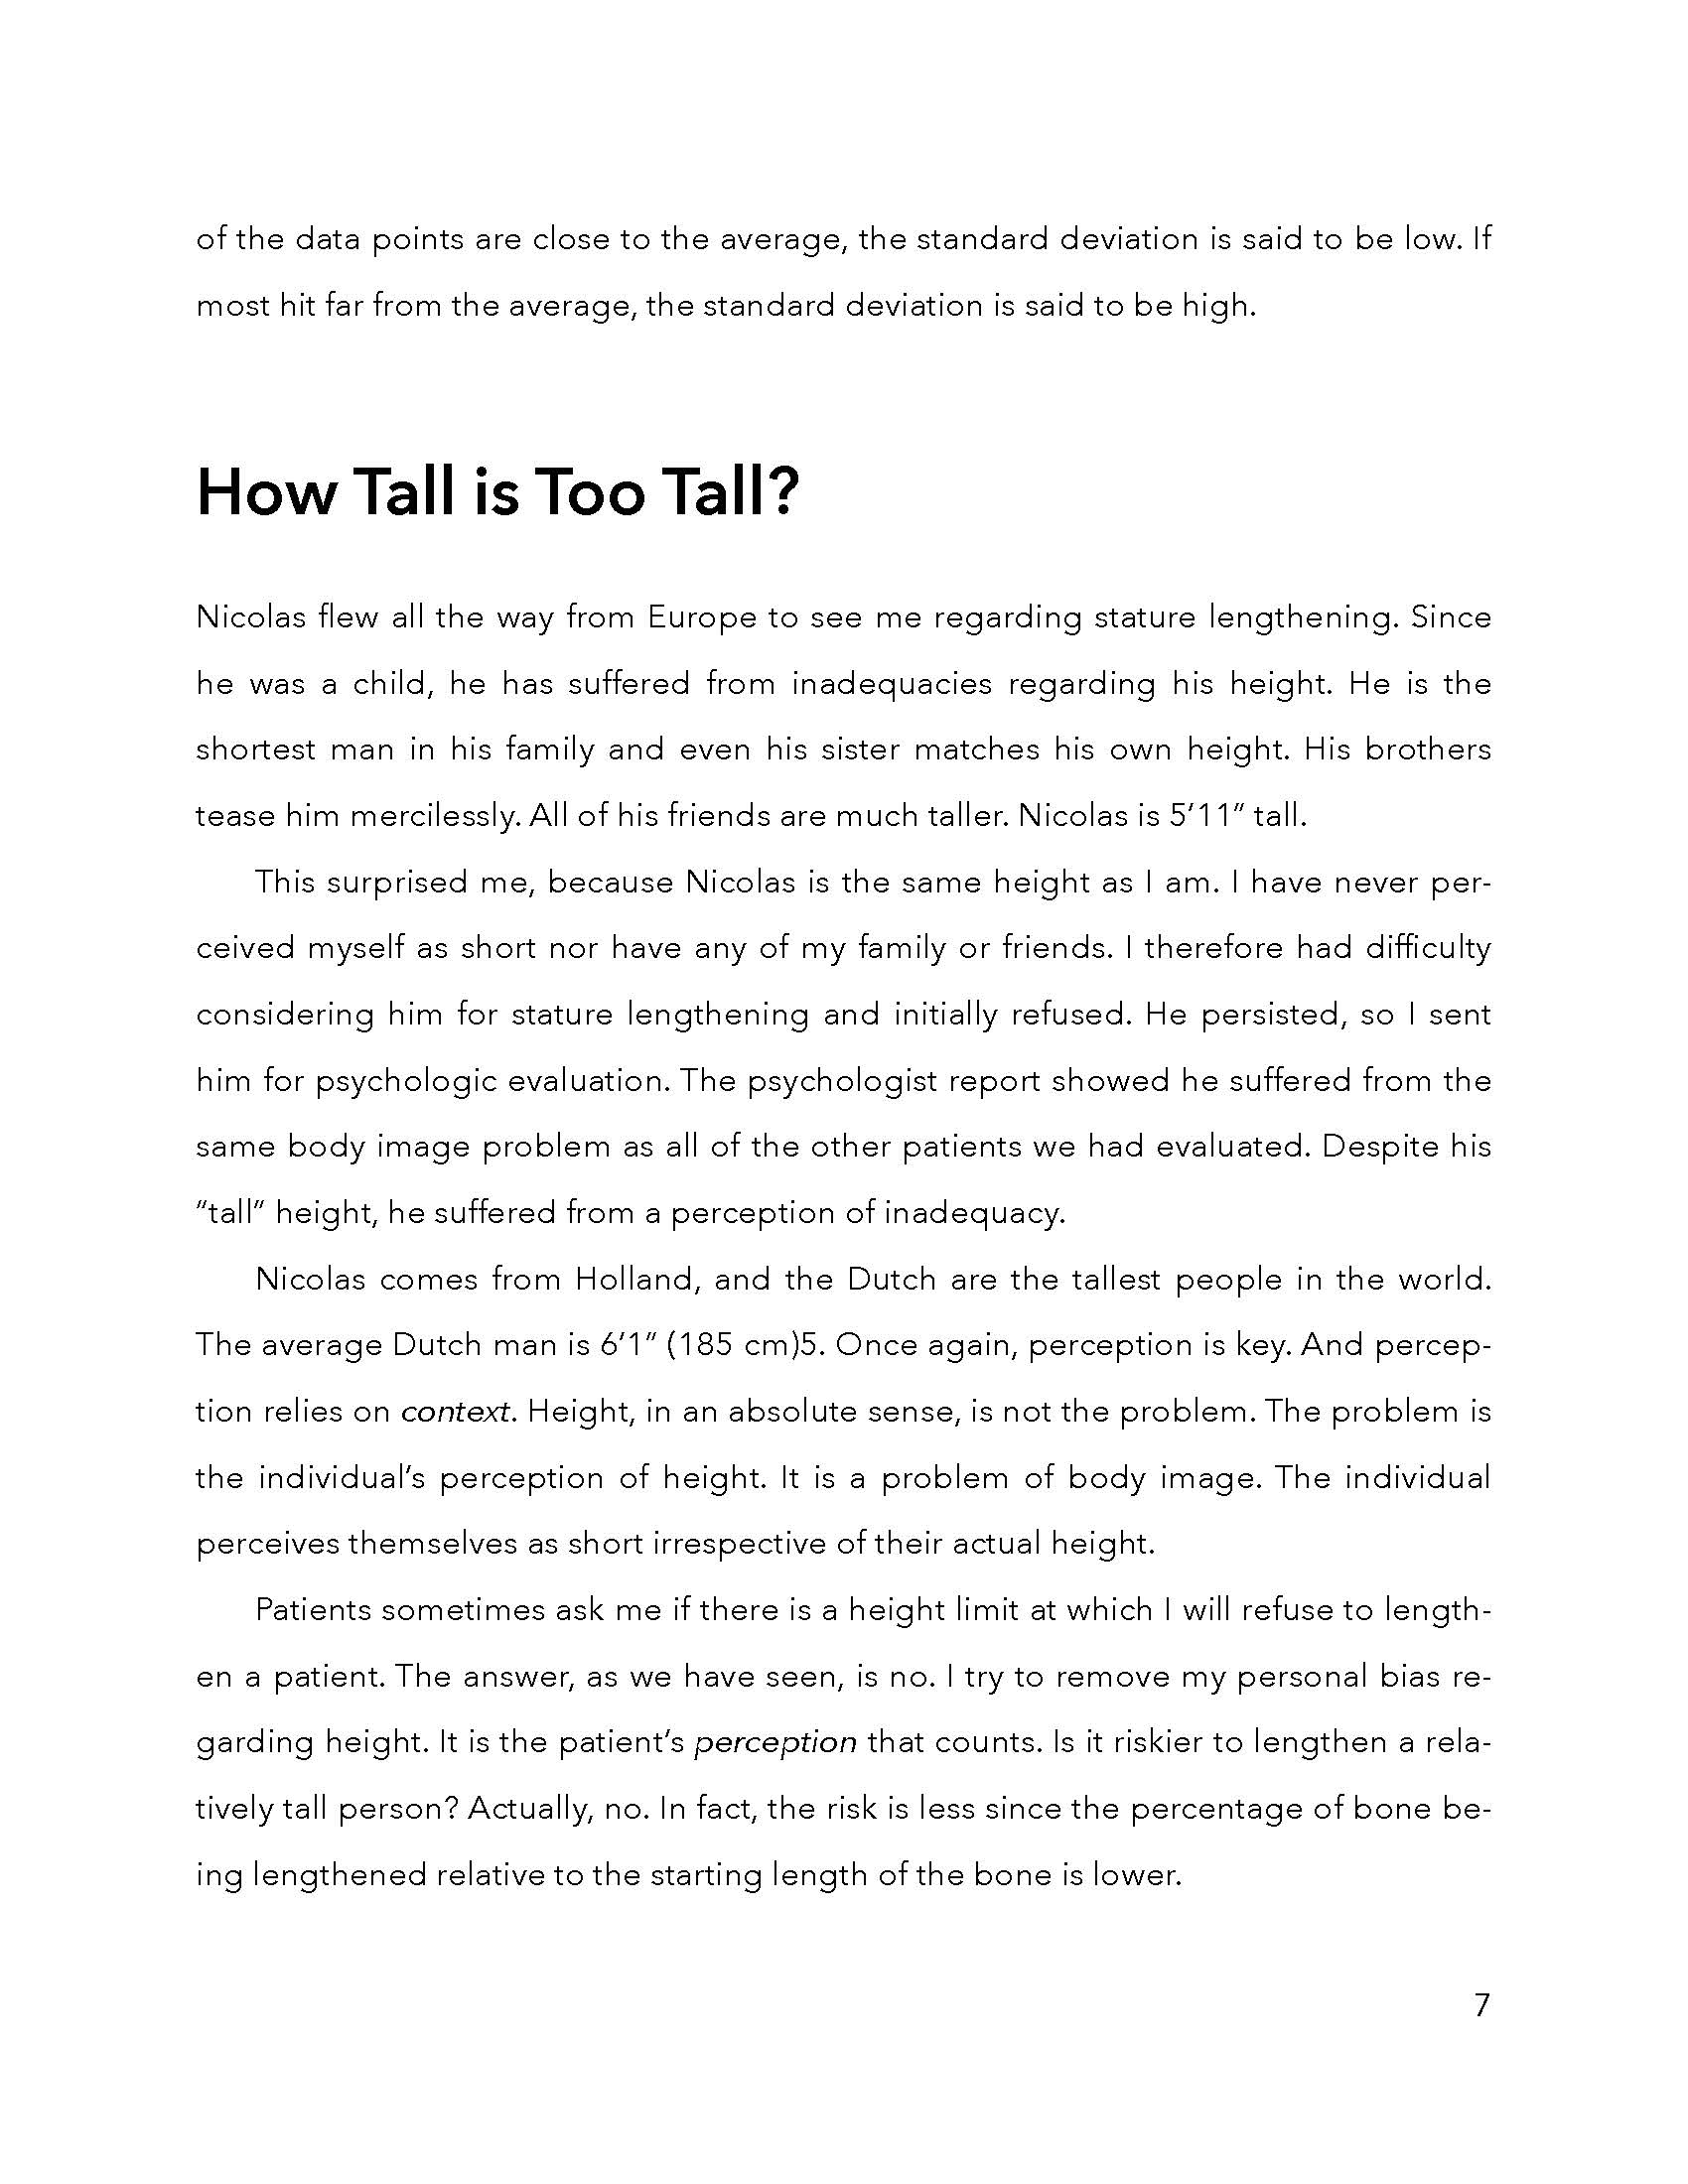 of the data points are close to the average, the standard deviation is said to be low. If
most hit far from the average, the standard deviation is said to be high.
How Tall is Too Tall?
Nicolas flew all the way from Europe to see me regarding stature lengthening. Since
he was a child, he has suffered from inadequacies regarding his height. He is the
shortest man in his family and even his sister matches his own height. His brothers
tease him mercilessly. All of his friends are much taller. Nicolas is 5’11” tall.
This surprised me, because Nicolas is the same height as I am. I have never per-
ceived myself as short nor have any of my family or friends. I therefore had difficulty
considering him for stature lengthening and initially refused. He persisted, so I sent
him for psychologic evaluation. The psychologist report showed he suffered from the
same body image problem as all of the other patients we had evaluated. Despite his
“tall” height, he suffered from a perception of inadequacy.
Nicolas comes from Holland, and the Dutch are the tallest people in the world.
The average Dutch man is 6’1” (185 cm)5. Once again, perception is key. And percep-
tion relies on context. Height, in an absolute sense, is not the problem. The problem is
the individual’s perception of height. It is a problem of body image. The individual
perceives themselves as short irrespective of their actual height.
Patients sometimes ask me if there is a height limit at which I will refuse to length-
en a patient. The answer, as we have seen, is no. I try to remove my personal bias re-
garding height. It is the patient’s perception that counts. Is it riskier to lengthen a rela-
tively tall person? Actually, no. In fact, the risk is less since the percentage of bone be-
ing lengthened relative to the starting length of the bone is lower.
7